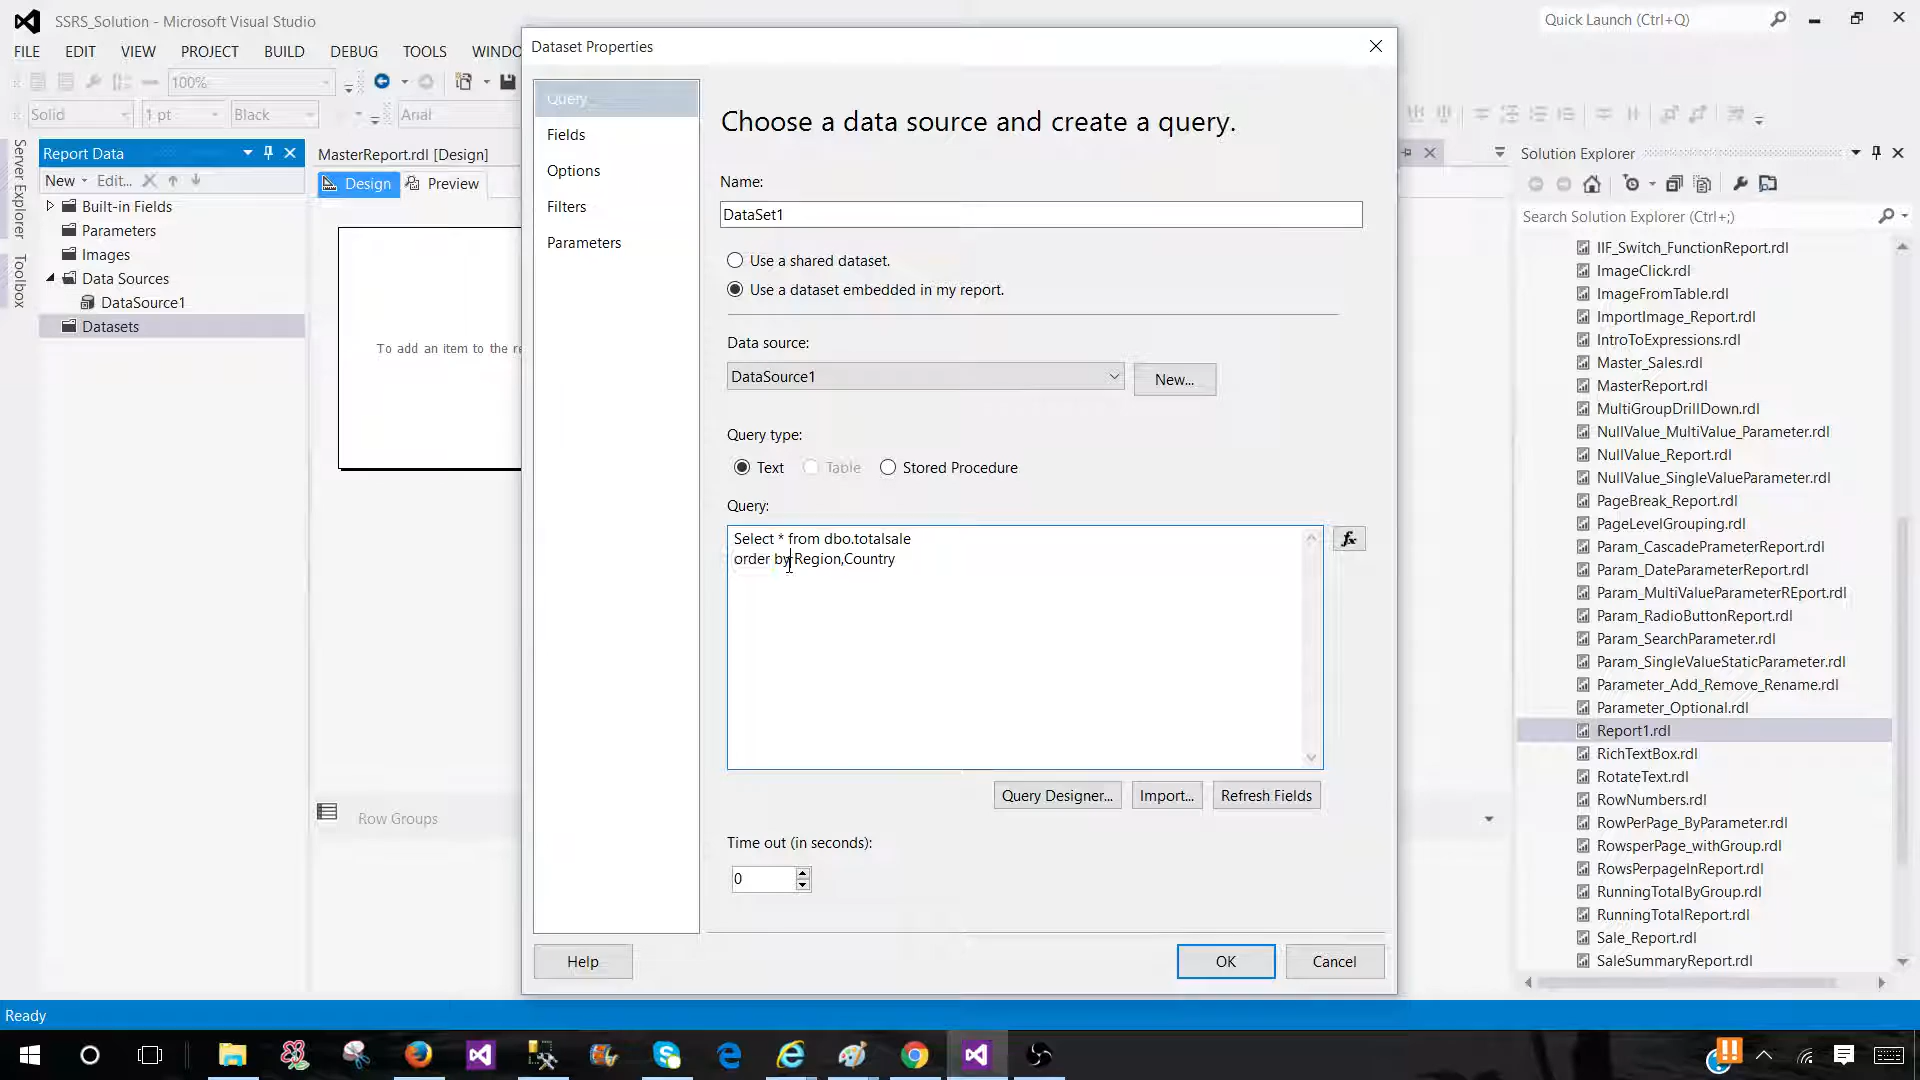 SSRS_Solution - Microsoft Visual Studio
Quick Launch (Ctrl+Q)
FILE EDIT VIEW PROJECT BUILD DEBUG TOOLS WINDO
100%
Solid 1 pt Black Arial
Server Explorer
Toolbox
Report Data
New Edit...
Built-in Fields
Parameters
Images
Data Sources
DataSource1
Datasets
MasterReport.rdl [Design]
Design Preview
To add an item to the re
Row Groups
Dataset Properties
Query
Fields
Options
Filters
Parameters
Choose a data source and create a query.
Name:
DataSet1
Use a shared dataset.
Use a dataset embedded in my report.
Data source:
DataSource1
New...
Query type:
Text Table Stored Procedure
Query:
Select * from dbo.totalsale
order by Region,Country
fx
Query Designer... Import... Refresh Fields
Time out (in seconds):
0
Help OK Cancel
Solution Explorer
Search Solution Explorer (Ctrl+;)
IIF_Switch_FunctionReport.rdl
ImageClick.rdl
ImageFromTable.rdl
ImportImage_Report.rdl
IntroToExpressions.rdl
Master_Sales.rdl
MasterReport.rdl
MultiGroupDrillDown.rdl
NullValue_MultiValue_Parameter.rdl
NullValue_Report.rdl
NullValue_SingleValueParameter.rdl
PageBreak_Report.rdl
PageLevelGrouping.rdl
Param_CascadePrameterReport.rdl
Param_DateParameterReport.rdl
Param_MultiValueParameterREport.rdl
Param_RadioButtonReport.rdl
Param_SearchParameter.rdl
Param_SingleValueStaticParameter.rdl
Parameter_Add_Remove_Rename.rdl
Parameter_Optional.rdl
Report1.rdl
RichTextBox.rdl
RotateText.rdl
RowNumbers.rdl
RowPerPage_ByParameter.rdl
RowsperPage_withGroup.rdl
RowsPerpageInReport.rdl
RunningTotalByGroup.rdl
RunningTotalReport.rdl
Sale_Report.rdl
SaleSummaryReport.rdl
Ready